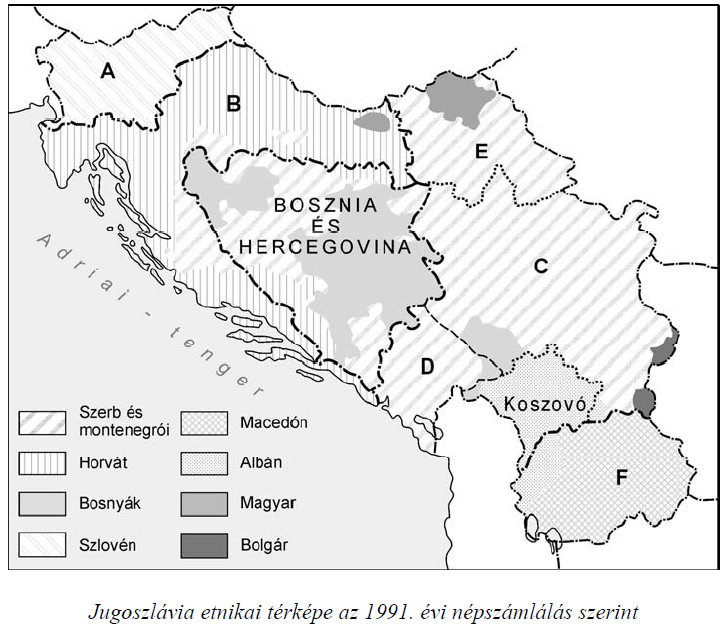 A
B
E
BOSZNIA
ÉS
HERCEGOVINA
C
D
Adriai-tenger
Koszovó
F
Szerb és
montenegrói
Horvát
Bosnyák
Szlovén
Macedón
Albán
Magyar
Bolgár
Jugoszlávia etnikai térképe az 1991. évi népszámlálás szerint